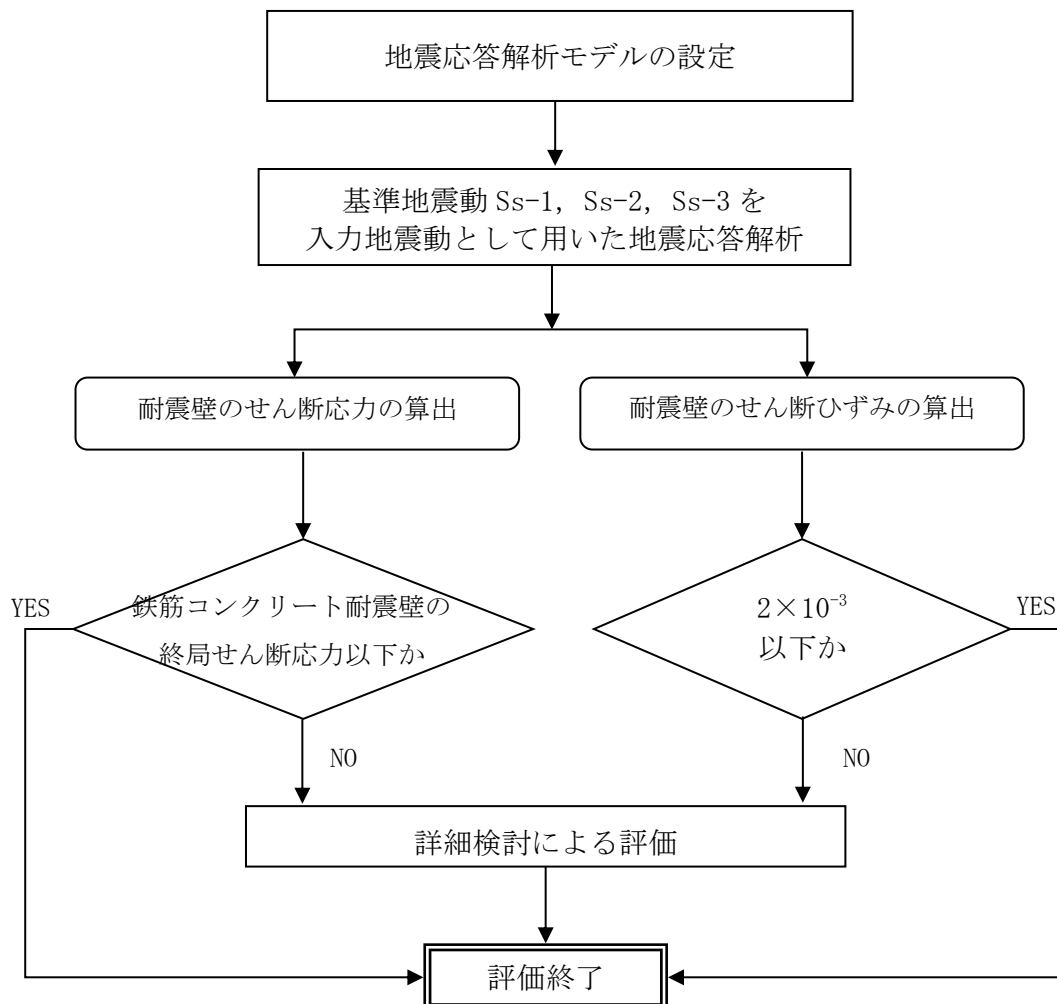 地震応答解析モデルの設定
基準地震動 Ss-1, Ss-2, Ss-3 を
入力地震動として用いた地震応答解析
耐震壁のせん断応力の算出
耐震壁のせん断ひずみの算出
YES
鉄筋コンクリート耐震壁の
終局せん断応力以下か
2×10⁻³
以下か
YES
NO
NO
詳細検討による評価
評価終了